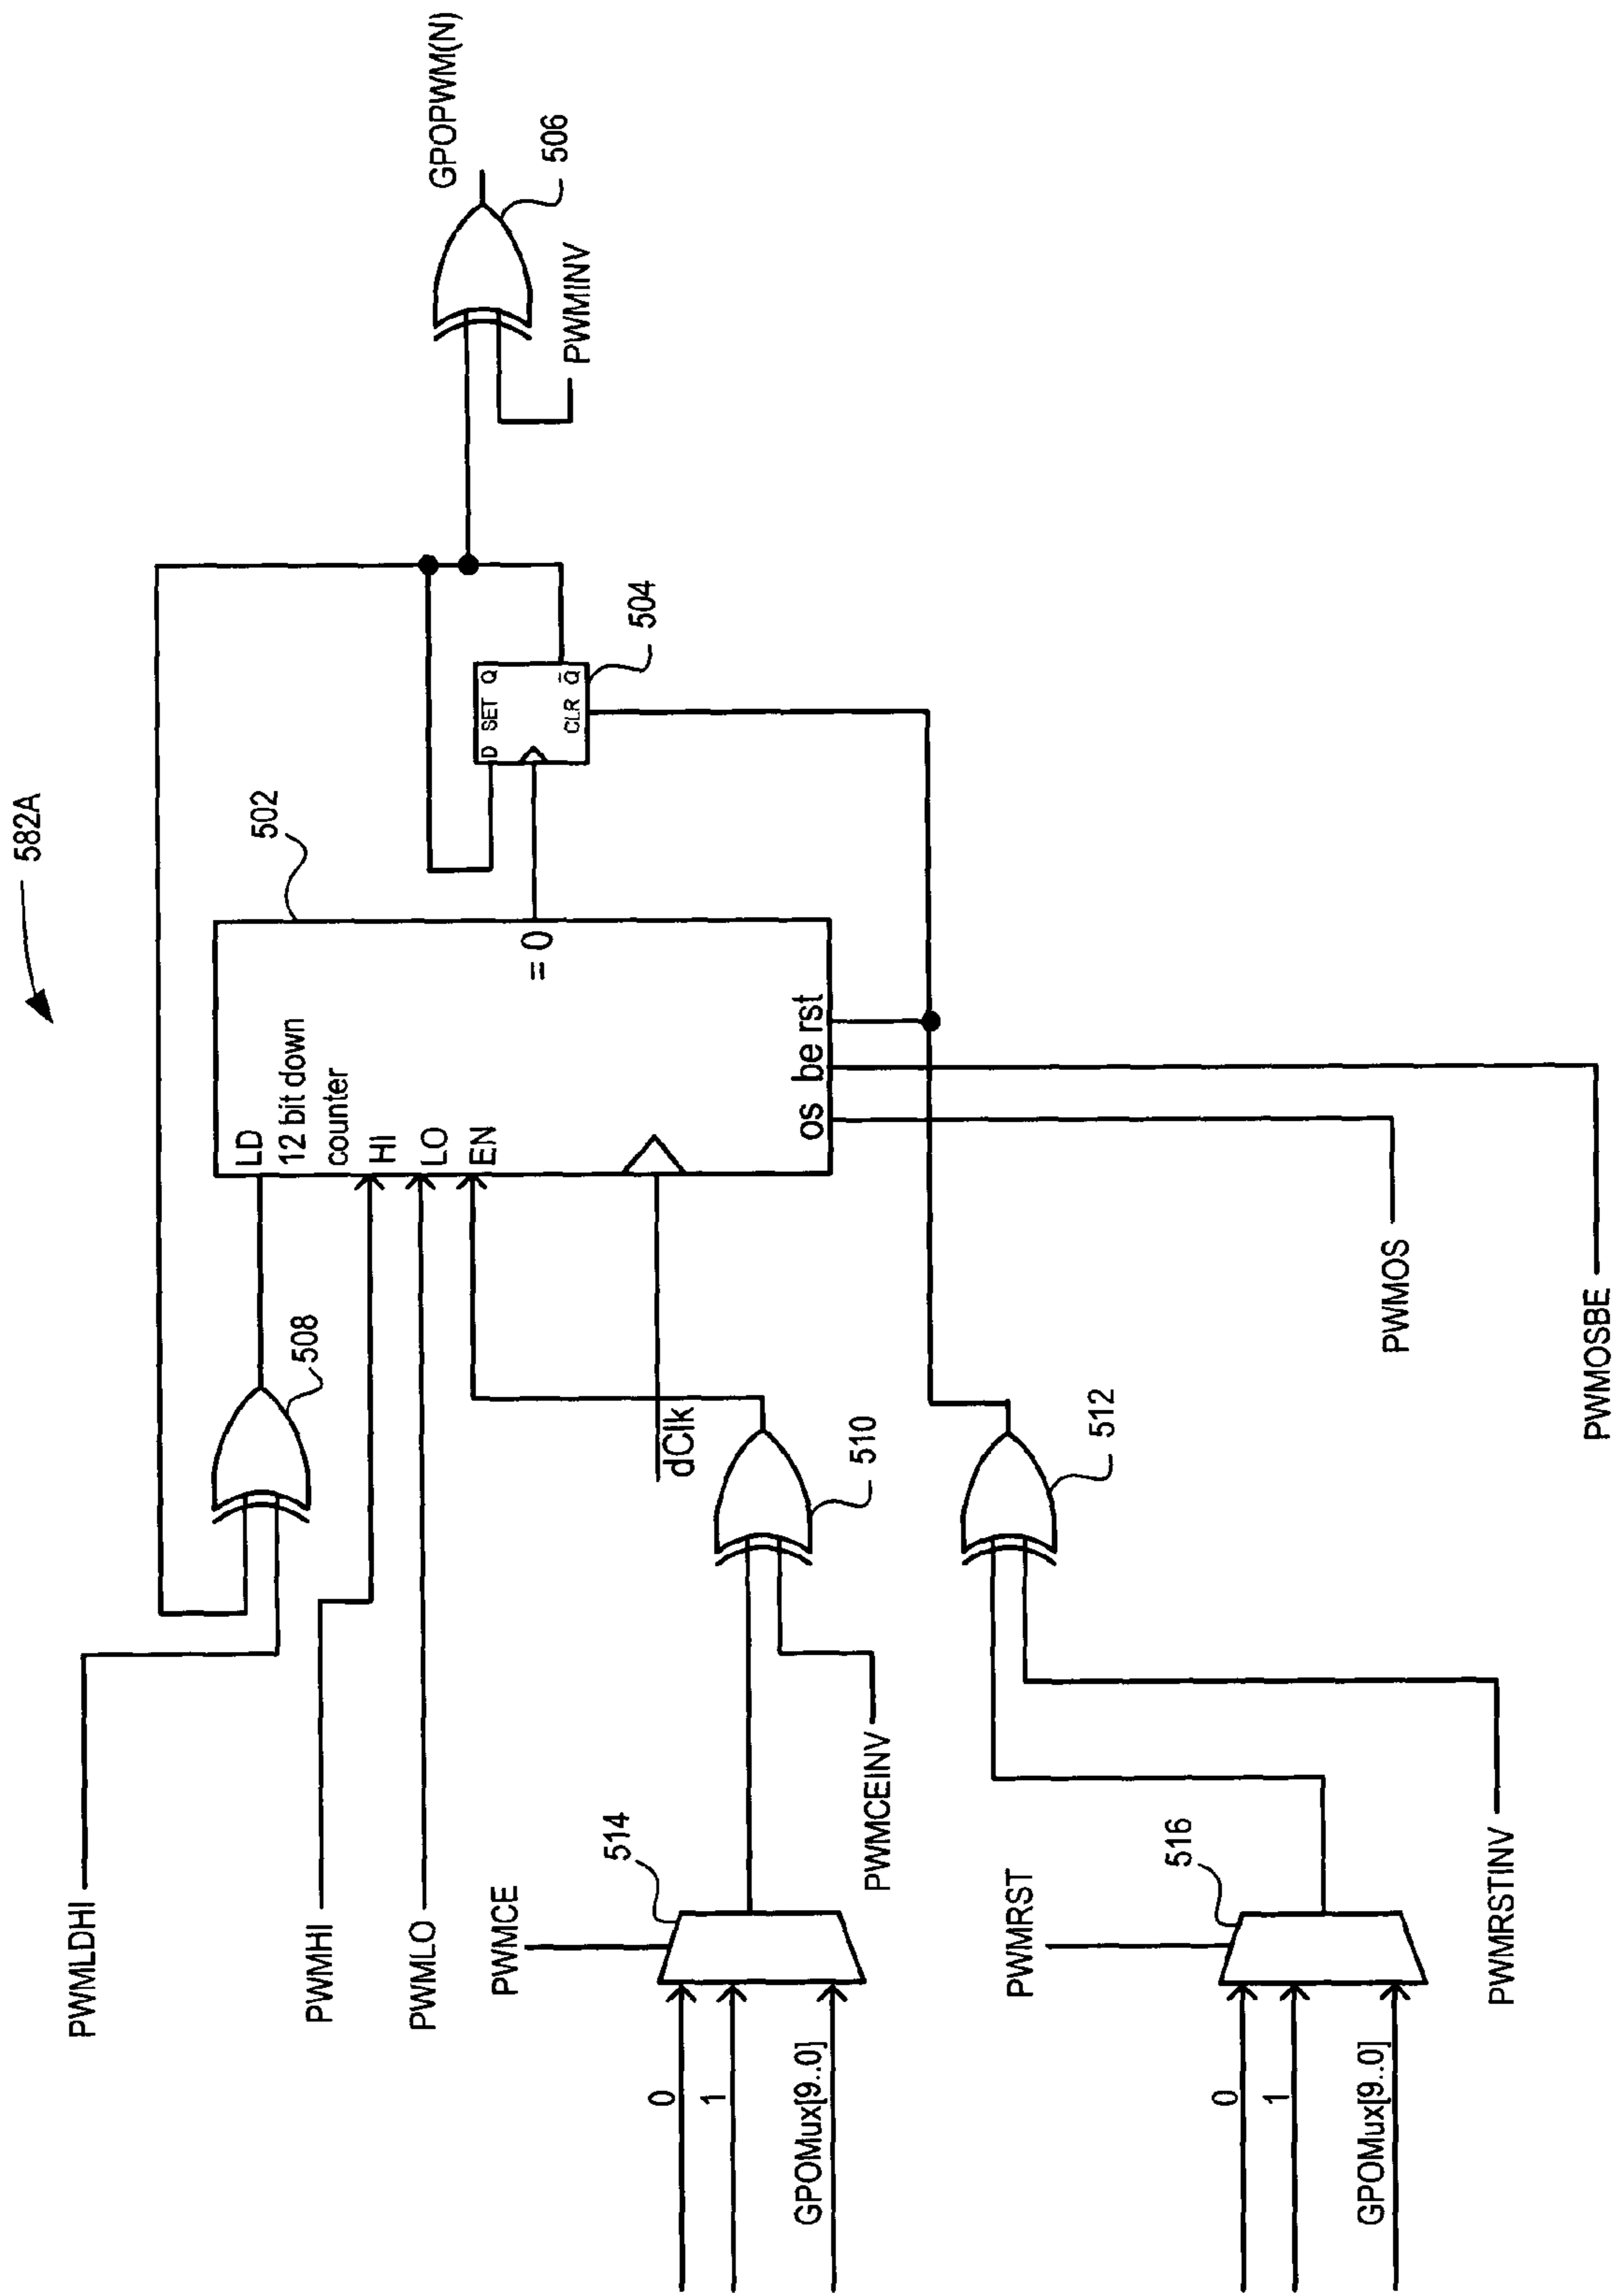 582A
PWMLDHI
PWMHI
PWMLO
PWMCE
0
1
GPOMux[9..0]
514
PWMCEINV
PWMRST
0
1
GPOMux[9..0]
516
PWMRSTINV
508
510
512
dClk
LD
12 bit down
counter
HI
LO
EN
= 0
os be rst
502
PWMOS
PWMOSBE
D SET Q
CLR Q̅
504
GPOPWM(N)
506
PWMINV